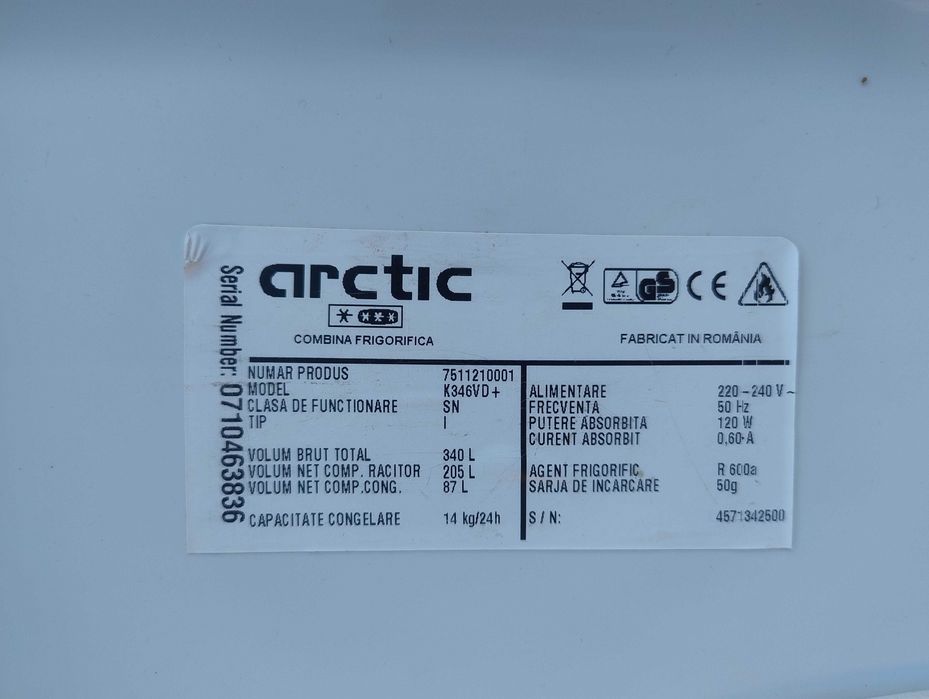 arctic
COMBINA FRIGORIFICA
GS
CE
FABRICAT IN ROMÂNIA
Serial Number: 0710463836
NUMAR PRODUS 7511210001
MODEL K346VD+
CLASA DE FUNCTIONARE SN
TIP I
VOLUM BRUT TOTAL 340 L
VOLUM NET COMP. RACITOR 205 L
VOLUM NET COMP.CONG. 87 L
CAPACITATE CONGELARE 14 kg/24h
ALIMENTARE 220-240 V~
FRECVENTA 50 Hz
PUTERE ABSORBITA 120 W
CURENT ABSORBIT 0,60 A
AGENT FRIGORIFIC R 600a
SARJA DE INCARCARE 50g
S / N: 4571342500